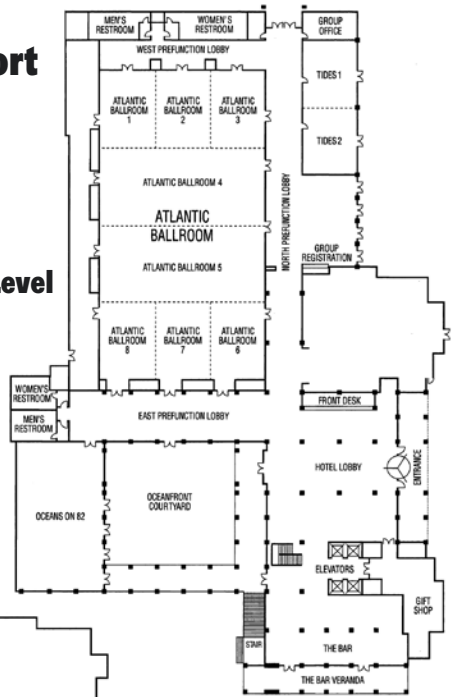 ort
Level
MEN'S
RESTROOM
WOMEN'S
RESTROOM
GROUP
OFFICE
WEST PREFUNCTION LOBBY
TIDES 1
TIDES 2
ATLANTIC
BALLROOM
1
ATLANTIC
BALLROOM
2
ATLANTIC
BALLROOM
3
ATLANTIC BALLROOM 4
ATLANTIC
BALLROOM
NORTH PREFUNCTION LOBBY
GROUP
REGISTRATION
ATLANTIC BALLROOM 5
ATLANTIC
BALLROOM
8
ATLANTIC
BALLROOM
7
ATLANTIC
BALLROOM
6
WOMEN'S
RESTROOM
MEN'S
RESTROOM
EAST PREFUNCTION LOBBY
FRONT DESK
HOTEL LOBBY
ENTRANCE
OCEANS ON 82
OCEANFRONT
COURTYARD
ELEVATORS
GIFT
SHOP
STAIR
THE BAR
THE BAR VERANDA